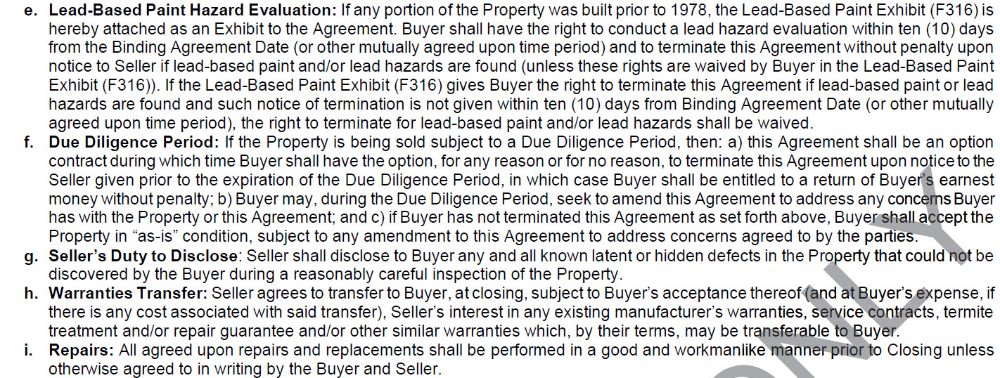 e. Lead-Based Paint Hazard Evaluation: If any portion of the Property was built prior to 1978, the Lead-Based Paint Exhibit (F316) is
hereby attached as an Exhibit to the Agreement. Buyer shall have the right to conduct a lead hazard evaluation within ten (10) days
from the Binding Agreement Date (or other mutually agreed upon time period) and to terminate this Agreement without penalty upon
notice to Seller if lead-based paint and/or lead hazards are found (unless these rights are waived by Buyer in the Lead-Based Paint
Exhibit (F316)). If the Lead-Based Paint Exhibit (F316) gives Buyer the right to terminate this Agreement if lead-based paint or lead
hazards are found and such notice of termination is not given within ten (10) days from Binding Agreement Date (or other mutually
agreed upon time period), the right to terminate for lead-based paint and/or lead hazards shall be waived.
f. Due Diligence Period: If the Property is being sold subject to a Due Diligence Period, then: a) this Agreement shall be an option
contract during which time Buyer shall have the option, for any reason or for no reason, to terminate this Agreement upon notice to the
Seller given prior to the expiration of the Due Diligence Period, in which case Buyer shall be entitled to a return of Buyer's earnest
money without penalty; b) Buyer may, during the Due Diligence Period, seek to amend this Agreement to address any concerns Buyer
has with the Property or this Agreement; and c) if Buyer has not terminated this Agreement as set forth above, Buyer shall accept the
Property in “as-is” condition, subject to any amendment to this Agreement to address concerns agreed to by the parties.
g. Seller’s Duty to Disclose: Seller shall disclose to Buyer any and all known latent or hidden defects in the Property that could not be
discovered by the Buyer during a reasonably careful inspection of the Property.
h. Warranties Transfer: Seller agrees to transfer to Buyer, at closing, subject to Buyer’s acceptance thereof (and at Buyer’s expense, if
there is any cost associated with said transfer), Seller’s interest in any existing manufacturer’s warranties, service contracts, termite
treatment and/or repair guarantee and/or other similar warranties which, by their terms, may be transferable to Buyer.
i. Repairs: All agreed upon repairs and replacements shall be performed in a good and workmanlike manner prior to Closing unless
otherwise agreed to in writing by the Buyer and Seller.
ONLY